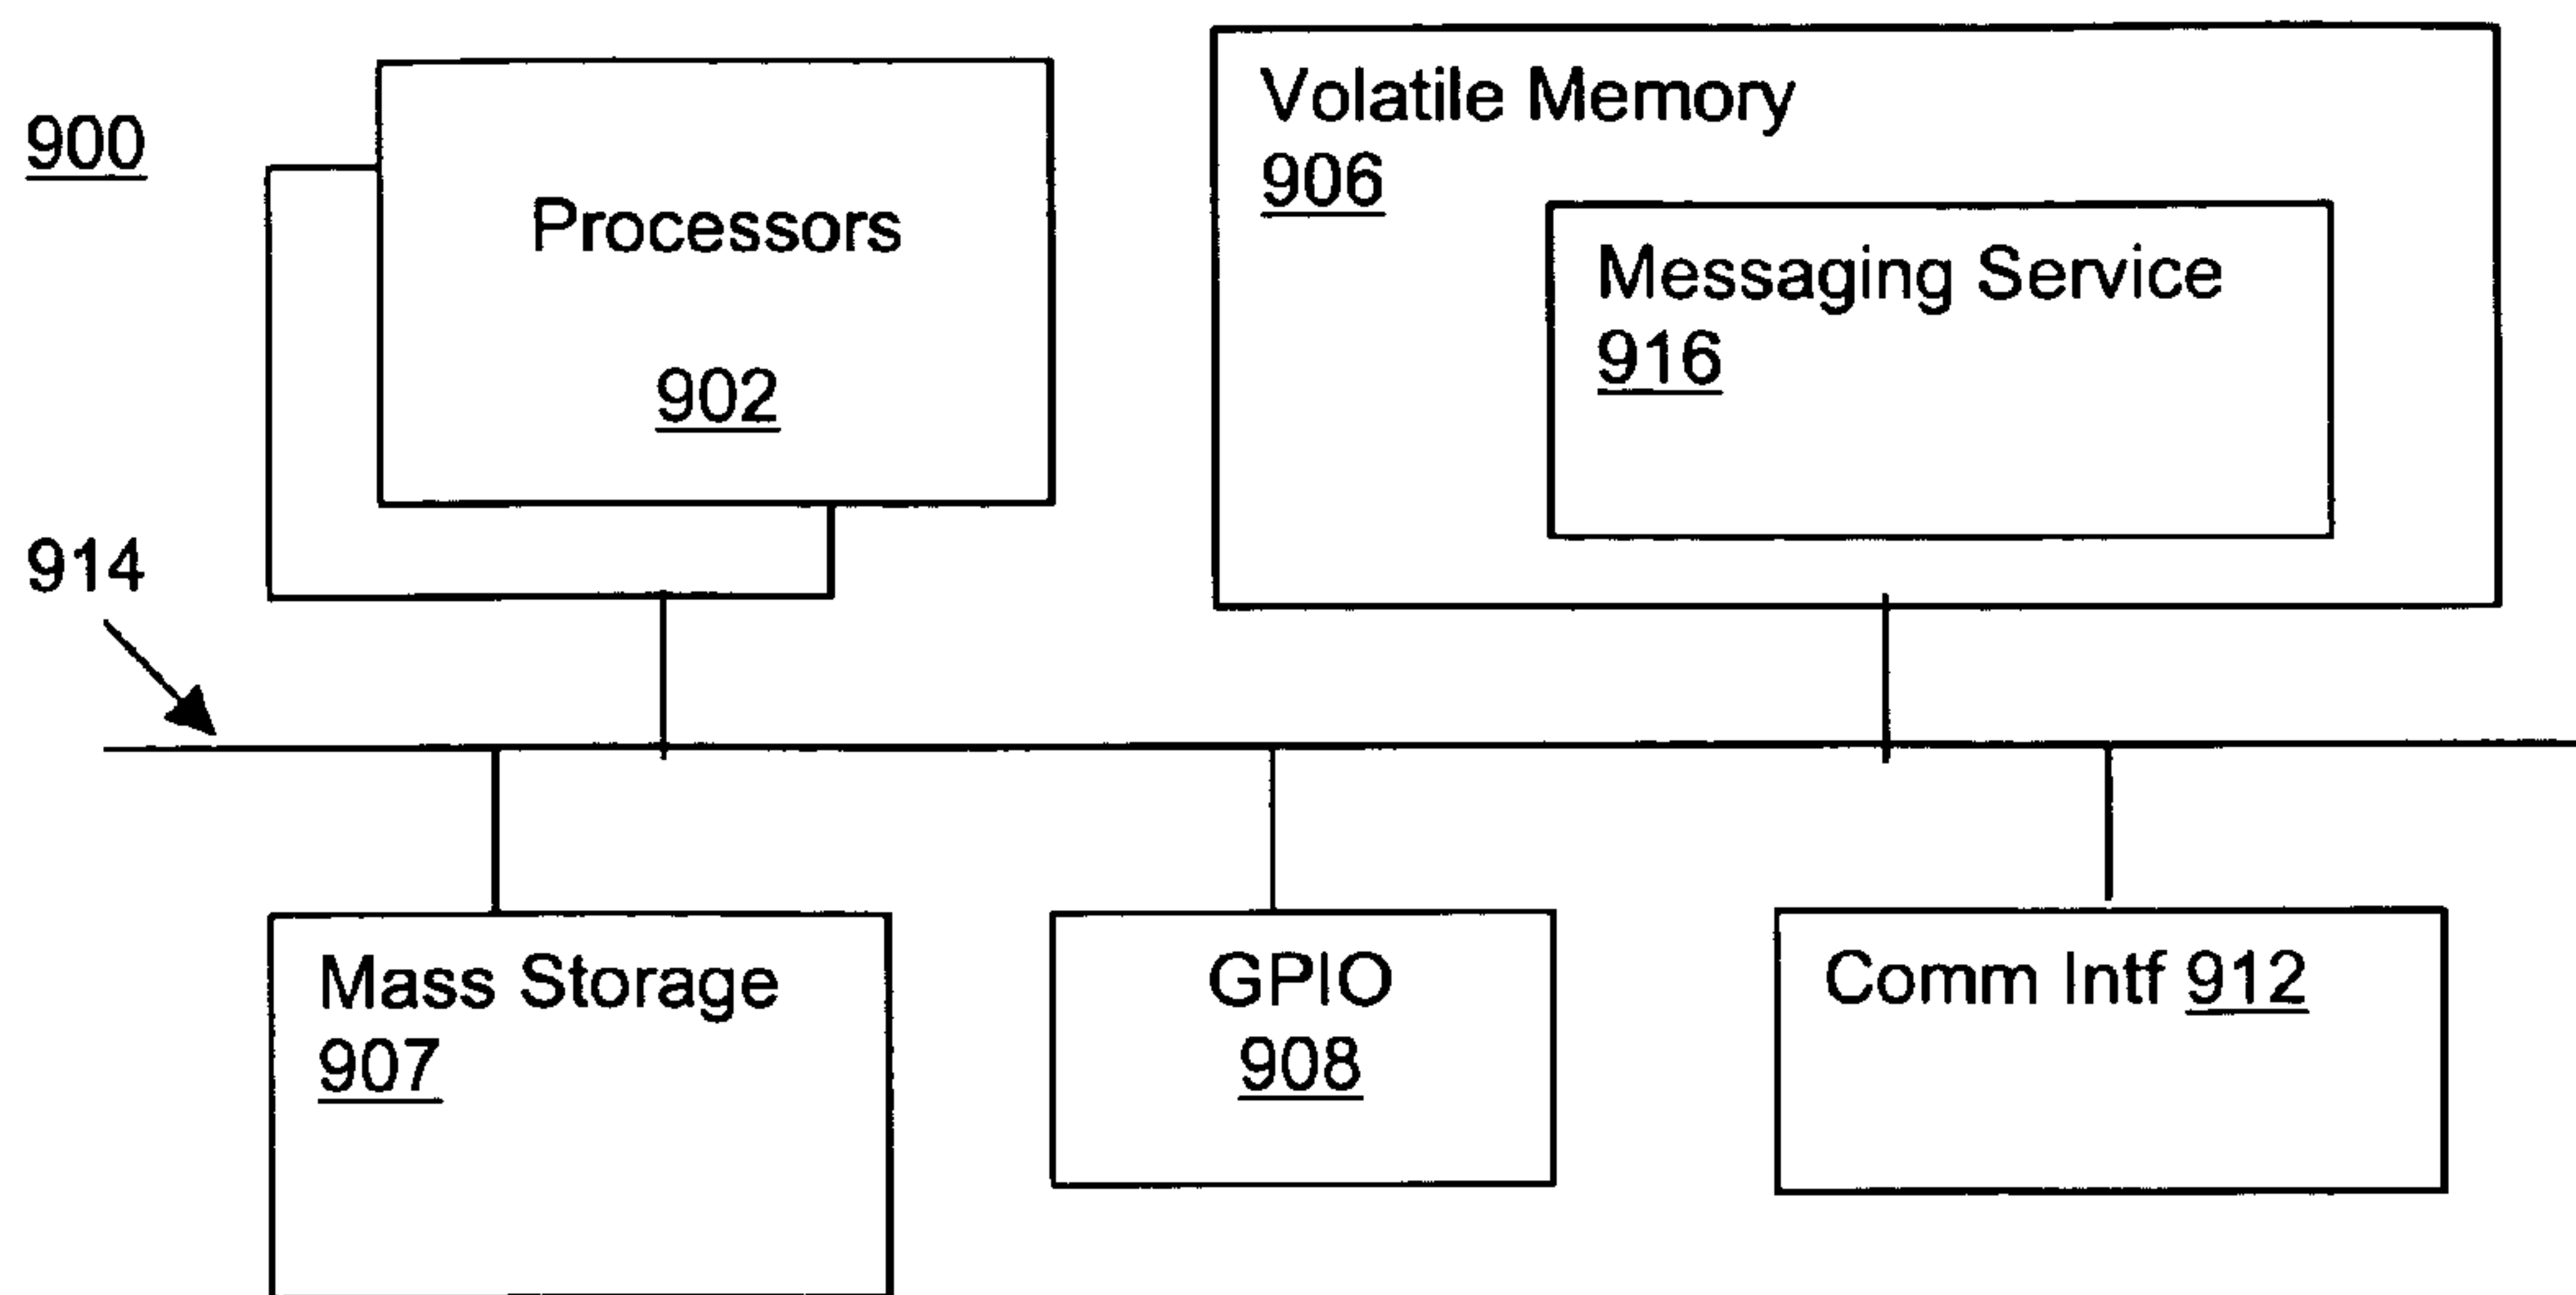 900
Processors
902
Volatile Memory
906
Messaging Service
916
914
Mass Storage
907
GPIO
908
Comm Intf 912